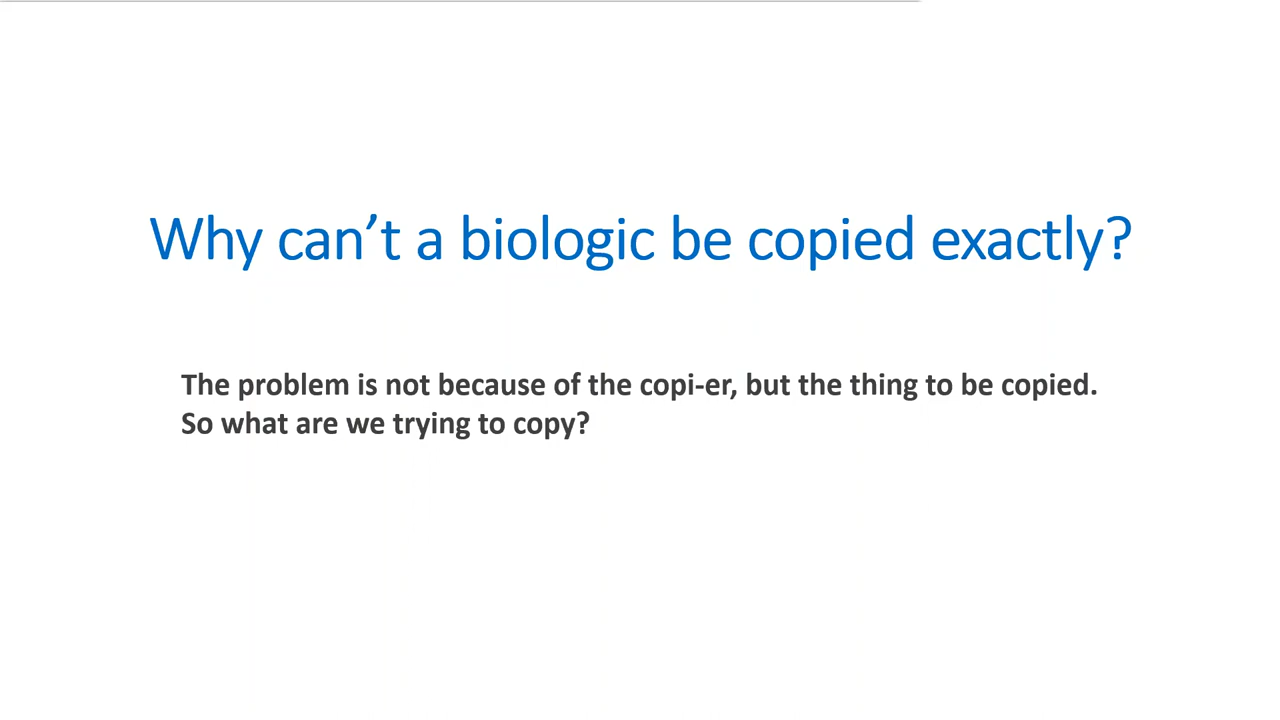 Why can’t a biologic be copied exactly?
The problem is not because of the copi-er, but the thing to be copied.
So what are we trying to copy?